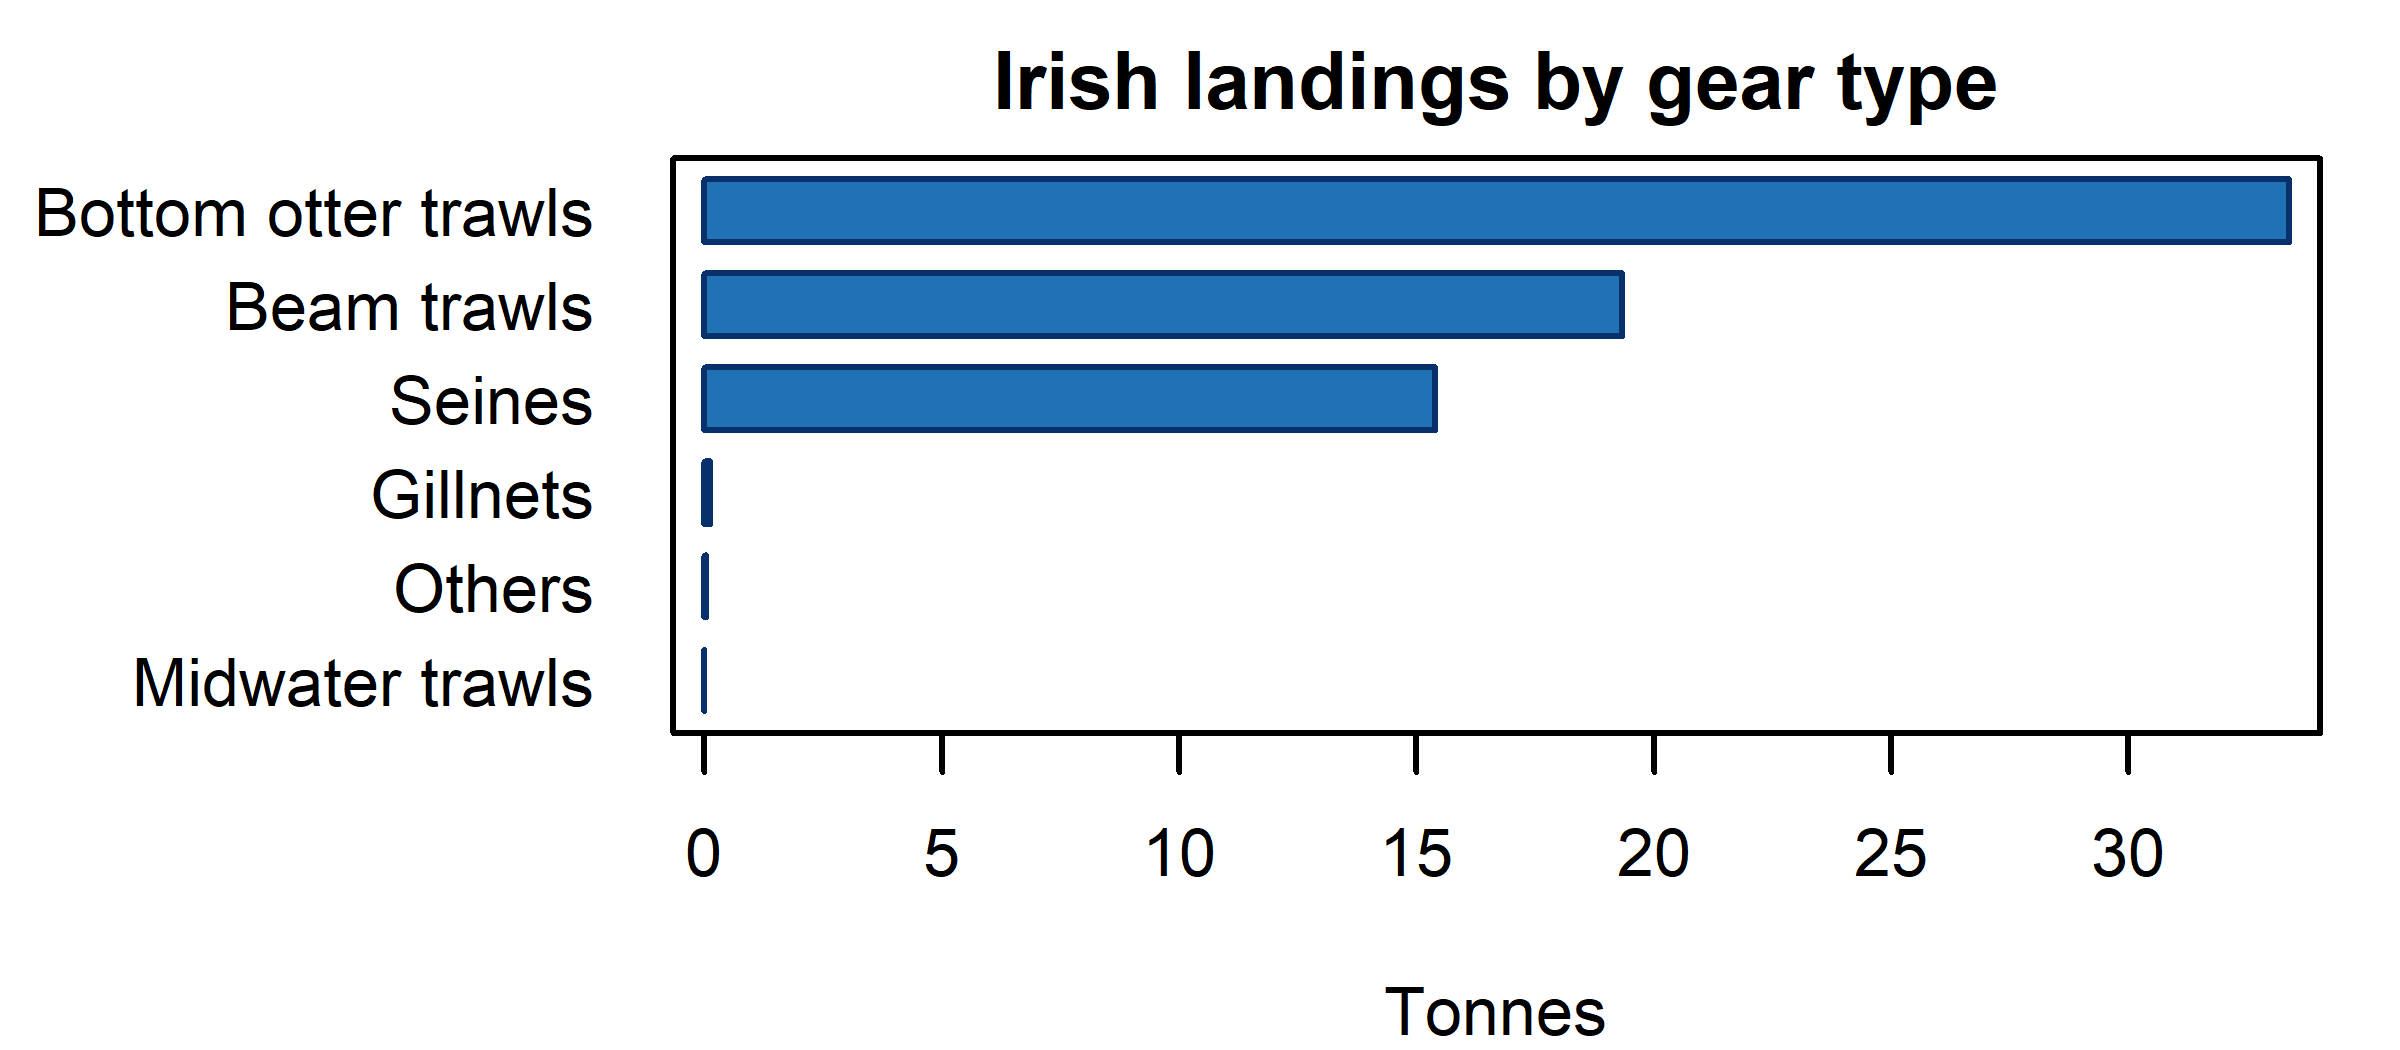 Irish landings by gear type
Bottom otter trawls
Beam trawls
Seines
Gillnets
Others
Midwater trawls
0 5 10 15 20 25 30
Tonnes